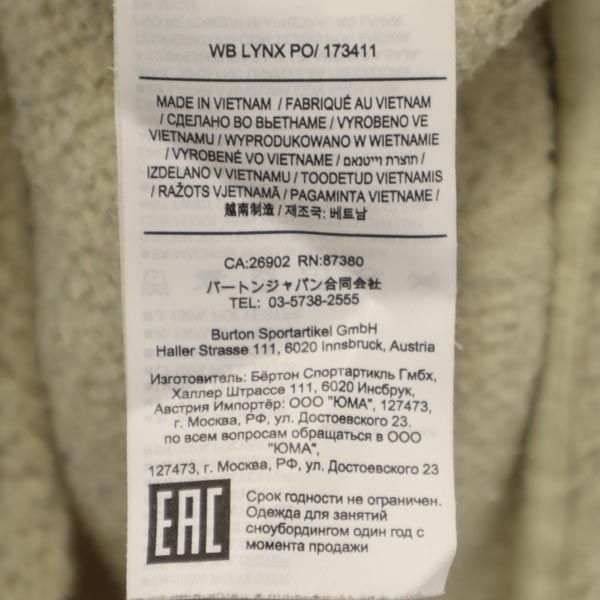 WB LYNX PO/ 173411
MADE IN VIETNAM / FABRIQUÉ AU VIETNAM
/ СДЕЛАНО ВО ВЬЕТНАМЕ / VYROBENO VE
VIETNAMU / WYPRODUKOWANO W WIETNAMIE
/ VYROBENÉ VO VIETNAME / תוצרת וייטנאם /
IZDELANO V VIETNAMU / TOODETUD VIETNAMIS
/ RAŽOTS VJETNAMĀ / PAGAMINTA VIETNAME /
越南制造 / 제조국: 베트남
CA:26902 RN:87380
バートンジャパン合同会社
TEL: 03-5738-2555
Burton Sportartikel GmbH
Haller Strasse 111, 6020 Innsbruck, Austria
Изготовитель: Бёртон Спортартикль Гмбх,
Халлер Штрассе 111, 6020 Инсбрук,
Австрия Импортёр: ООО "ЮМА", 127473,
г. Москва, РФ, ул. Достоевского 23.
по всем вопросам обращаться в ООО
"ЮМА",
127473, г. Москва, РФ, ул. Достоевского 23
EAC
Срок годности не ограничен.
Одежда для занятий
сноубордингом один год с
момента продажи